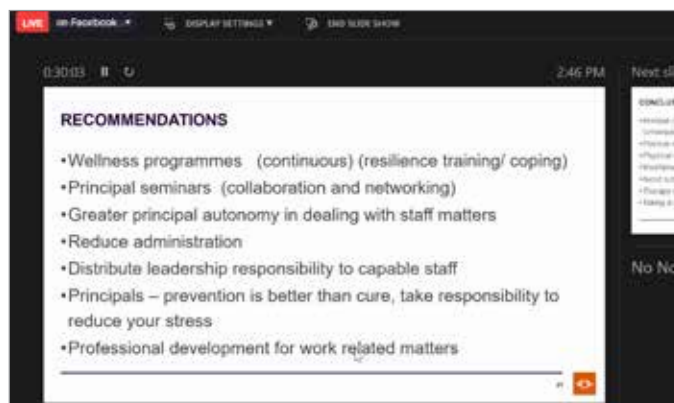 LIVE on Facebook DISPLAY SETTINGS END SLIDE SHOW
0:30:03 2:46 PM Next sli
RECOMMENDATIONS
•Wellness programmes (continuous) (resilience training/ coping)
•Principal seminars (collaboration and networking)
•Greater principal autonomy in dealing with staff matters
•Reduce administration
•Distribute leadership responsibility to capable staff
•Principals – prevention is better than cure, take responsibility to
reduce your stress
•Professional development for work related matters
No No